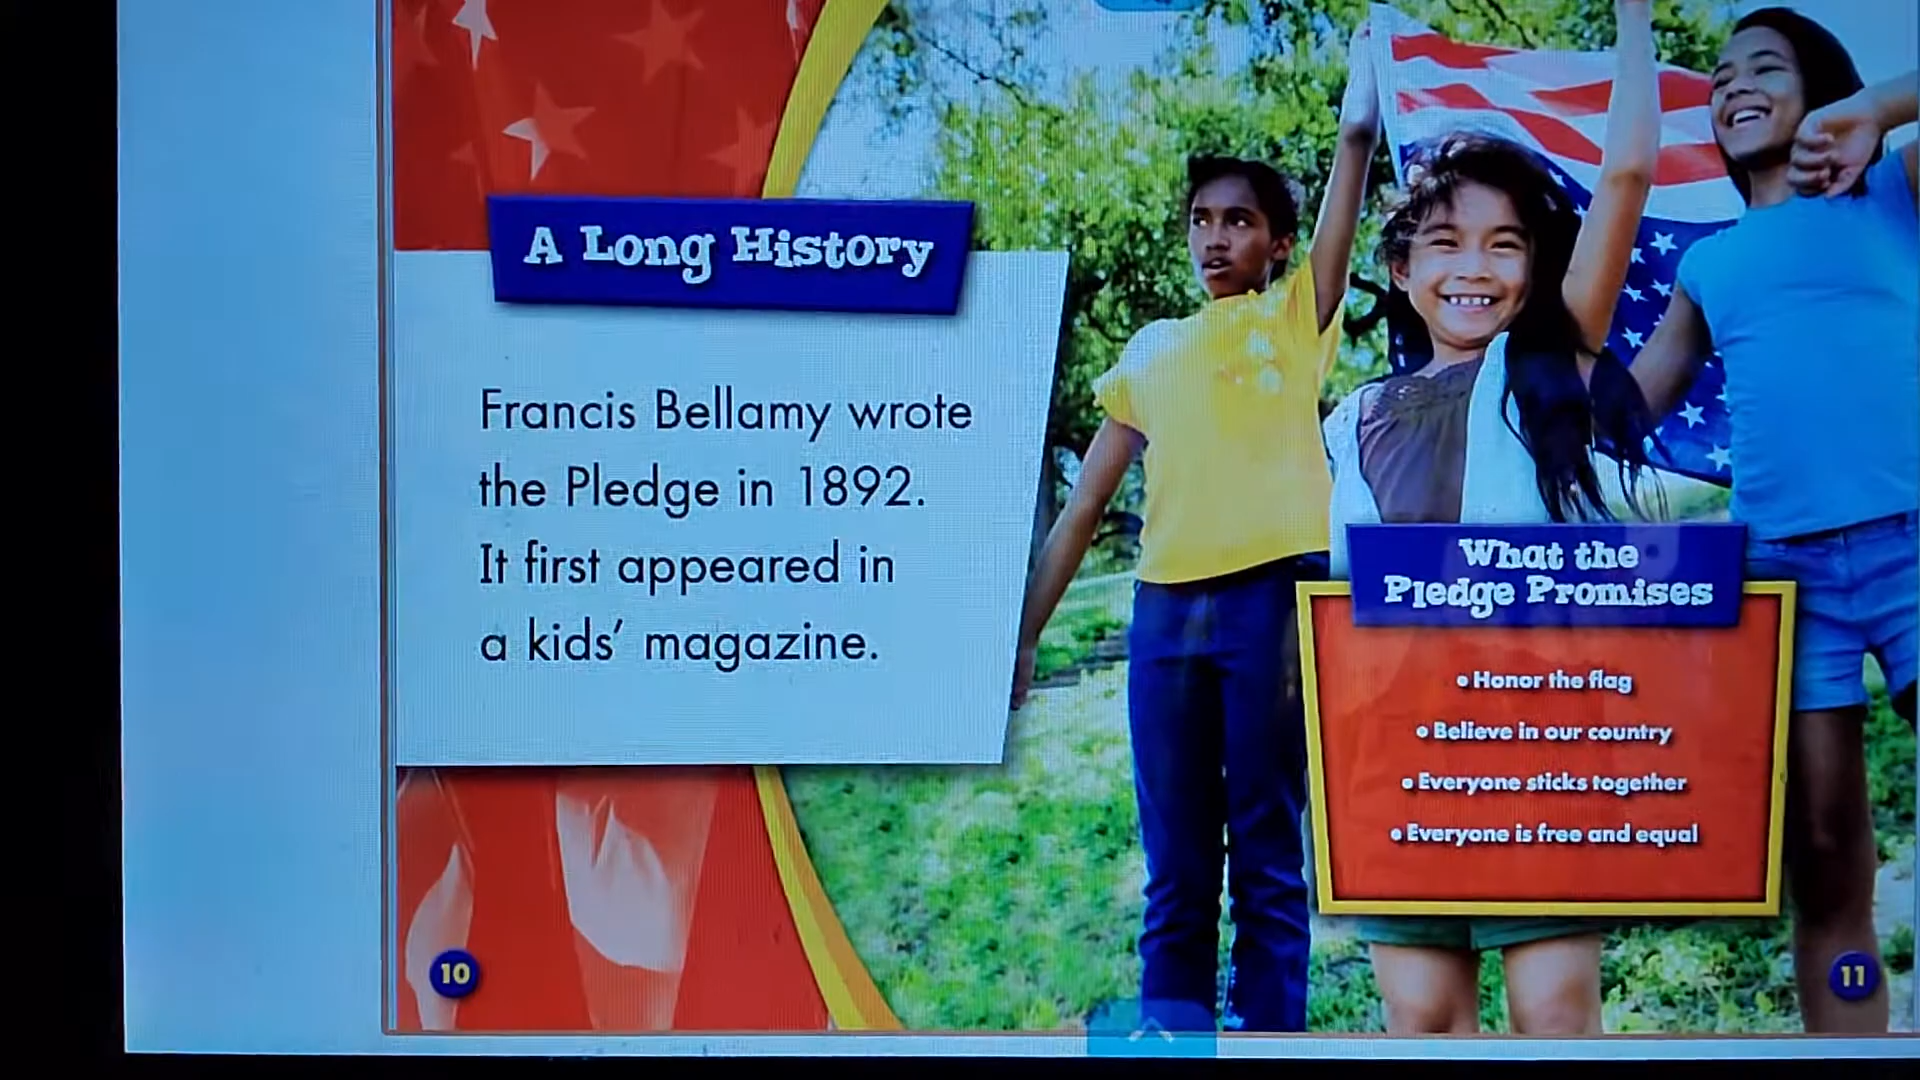 A Long History
Francis Bellamy wrote
the Pledge in 1892.
It first appeared in
a kids’ magazine.
10
What the
Pledge Promises
• Honor the flag
• Believe in our country
• Everyone sticks together
• Everyone is free and equal
11